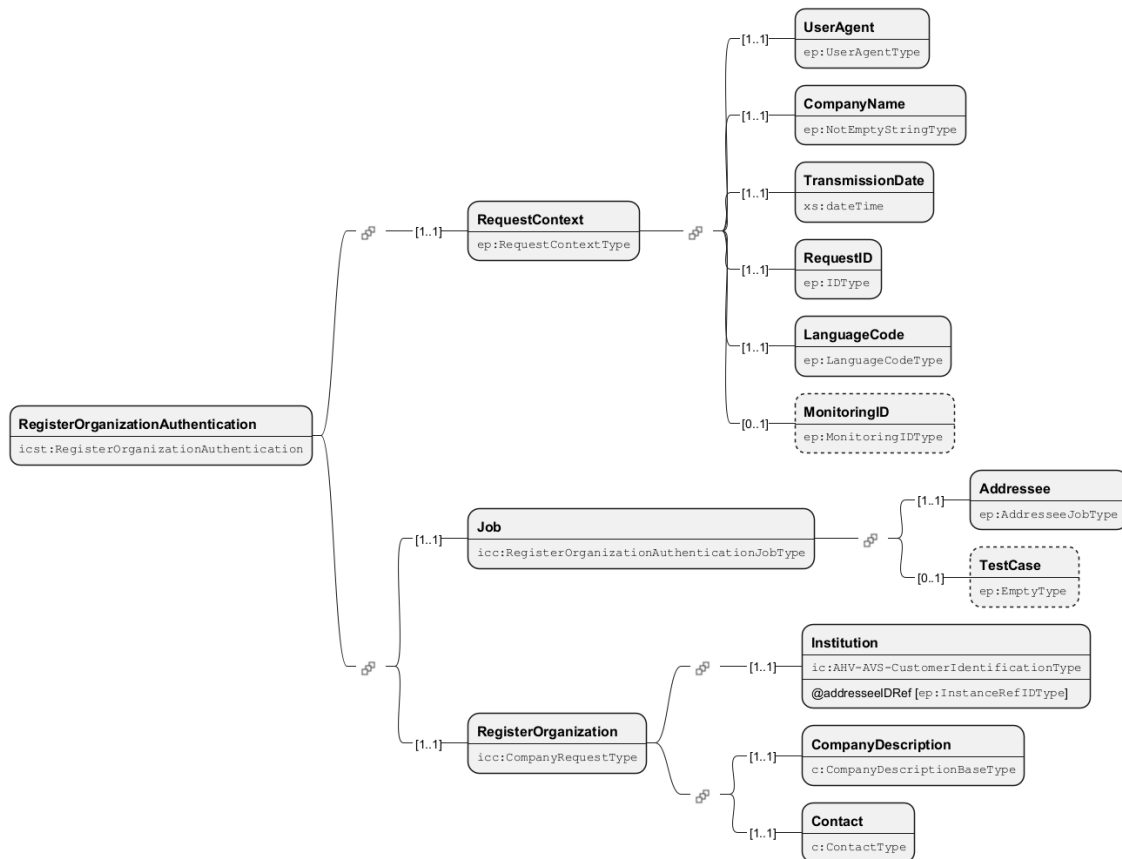 UserAgent
[1..1]
ep:UserAgentType
CompanyName
[1..1]
ep:NotEmptyStringType
TransmissionDate
[1..1]
xs:dateTime
RequestContext
[1..1]
ep:RequestContextType
RequestID
[1..1]
ep:IDType
LanguageCode
[1..1]
ep:LanguageCodeType
MonitoringID
[0..1]
ep:MonitoringIDType
RegisterOrganizationAuthentication
icst:RegisterOrganizationAuthentication
Addressee
[1..1]
ep:AddresseeJobType
Job
[1..1]
icc:RegisterOrganizationAuthenticationJobType
TestCase
[0..1]
ep:EmptyType
Institution
[1..1]
ic:AHV-AVS-CustomerIdentificationType
@addresseeIDRef [ep:InstanceRefIDType]
RegisterOrganization
[1..1]
icc:CompanyRequestType
CompanyDescription
[1..1]
c:CompanyDescriptionBaseType
Contact
[1..1]
c:ContactType